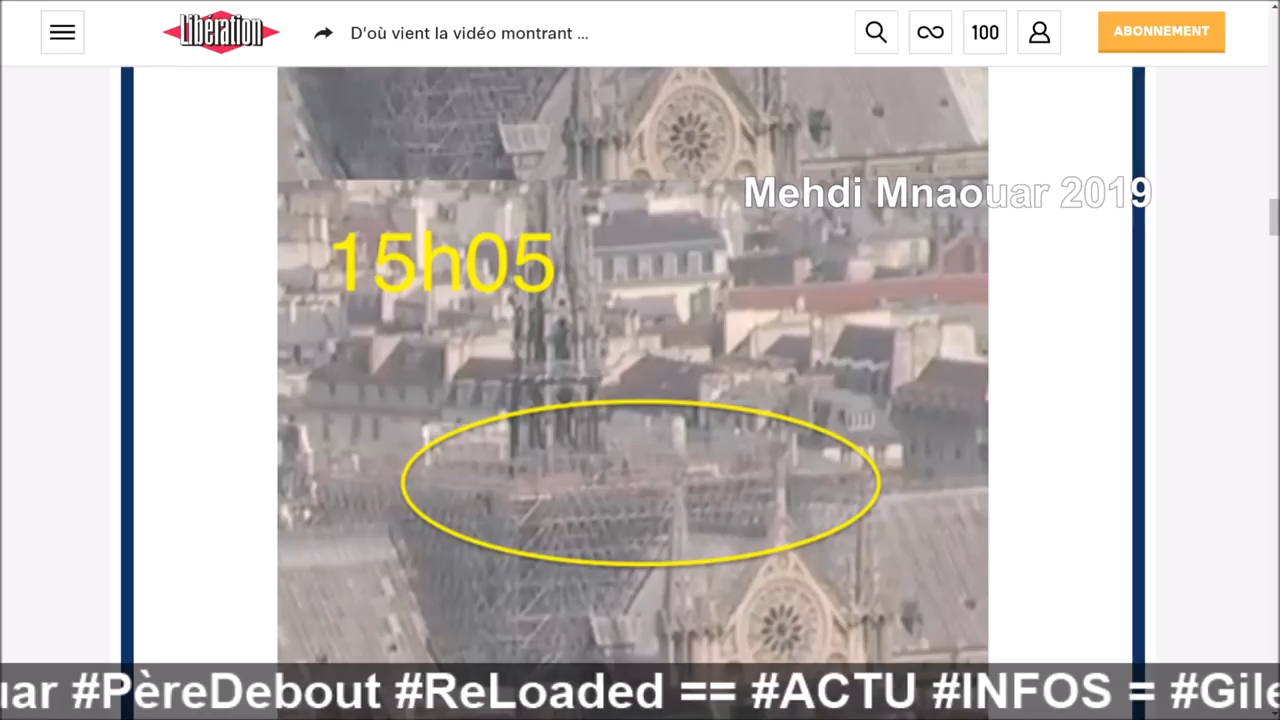 Libération
D'où vient la vidéo montrant ...
100
ABONNEMENT
Mehdi Mnaouar 2019
15h05
uar #PèreDebout #ReLoaded == #ACTU #INFOS = #Gile